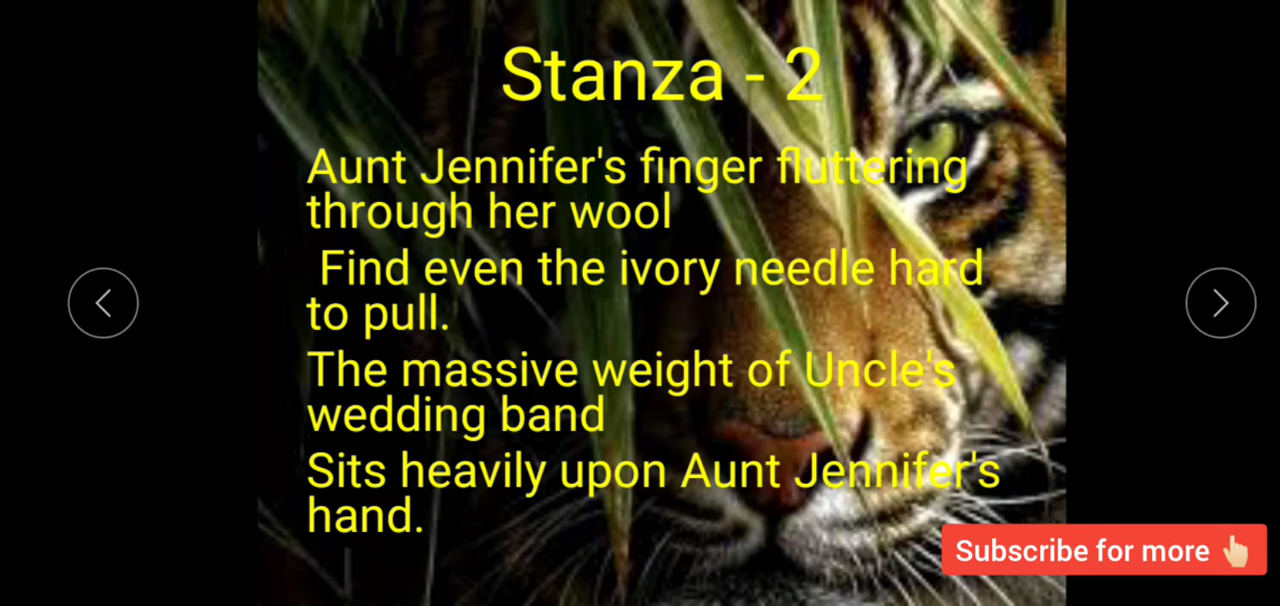 Stanza - 2
Aunt Jennifer's finger fluttering
through her wool
Find even the ivory needle hard
to pull.
The massive weight of Uncle's
wedding band
Sits heavily upon Aunt Jennifer's
hand.
Subscribe for more 👆